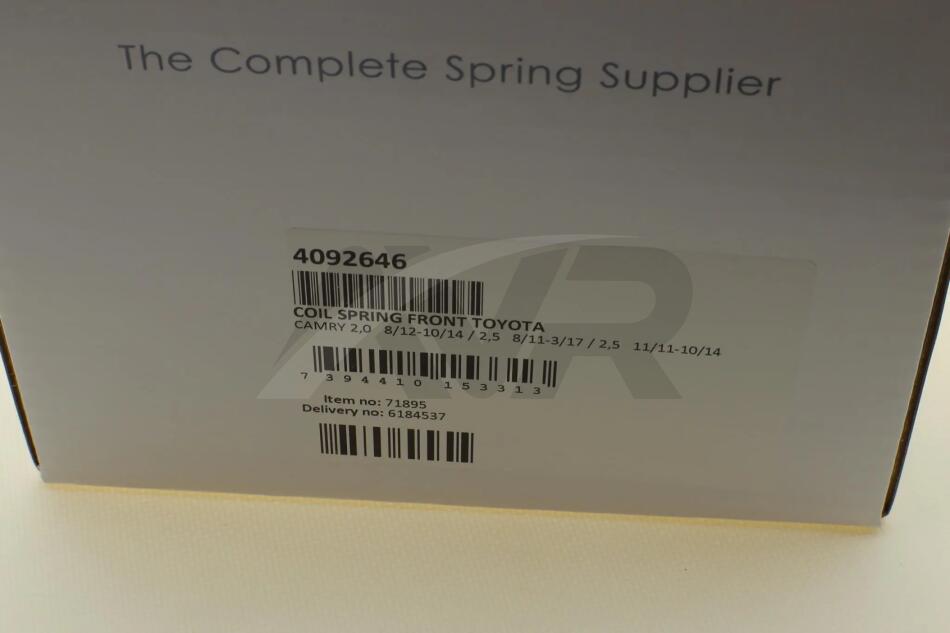 The Complete Spring Supplier
4092646
COIL SPRING FRONT TOYOTA
CAMRY 2,0 8/12-10/14 / 2,5 8/11-3/17 / 2,5 11/11-10/14
7 394410 153313
Item no: 71895
Delivery no: 6184537